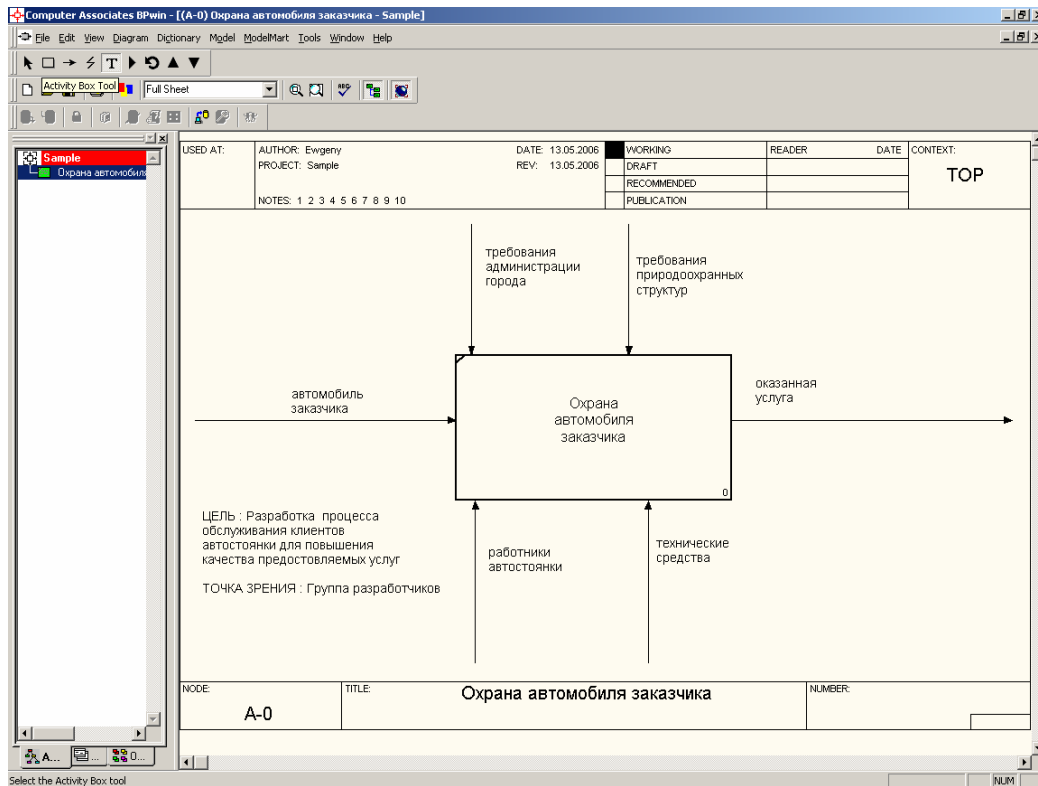 Computer Associates BPwin - [(A-0) Охрана автомобиля заказчика - Sample]
File Edit View Diagram Dictionary Model ModelMart Tools Window Help
T
Activity Box Tool
Full Sheet
ABC
Sample
Охрана автомобиля
USED AT:
AUTHOR: Ewgeny
DATE: 13.05.2006
PROJECT: Sample
REV: 13.05.2006
NOTES: 1 2 3 4 5 6 7 8 9 10
WORKING
DRAFT
RECOMMENDED
PUBLICATION
READER
DATE
CONTEXT:
TOP
требования
администрации
города
требования
природоохранных
структур
автомобиль
заказчика
Охрана
автомобиля
заказчика
0
оказанная
услуга
ЦЕЛЬ : Разработка процесса
обслуживания клиентов
автостоянки для повышения
качества предостовляемых услуг
ТОЧКА ЗРЕНИЯ : Группа разработчиков
работники
автостоянки
технические
средства
NODE:
A-0
TITLE:
Охрана автомобиля заказчика
NUMBER:
A...
...
O...
Select the Activity Box tool
NUM